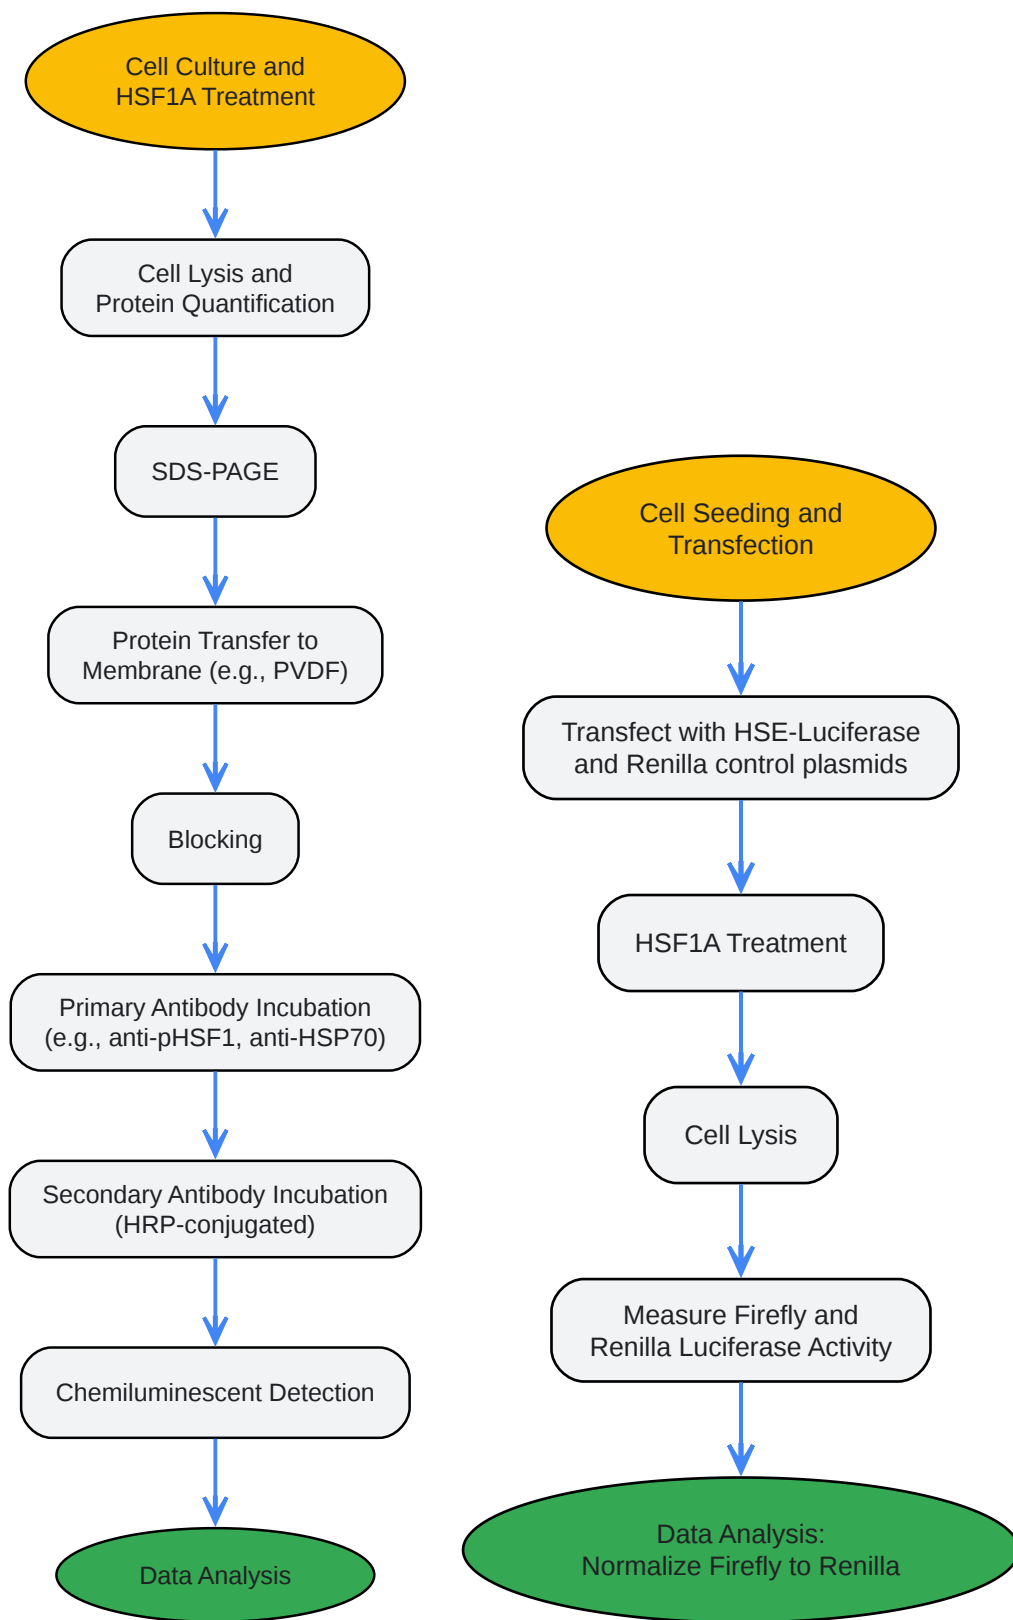 Cell Culture and
HSF1A Treatment
Cell Lysis and
Protein Quantification
SDS-PAGE
Protein Transfer to
Membrane (e.g., PVDF)
Blocking
Primary Antibody Incubation
(e.g., anti-pHSF1, anti-HSP70)
Secondary Antibody Incubation
(HRP-conjugated)
Chemiluminescent Detection
Data Analysis
Cell Seeding and
Transfection
Transfect with HSE-Luciferase
and Renilla control plasmids
HSF1A Treatment
Cell Lysis
Measure Firefly and
Renilla Luciferase Activity
Data Analysis:
Normalize Firefly to Renilla